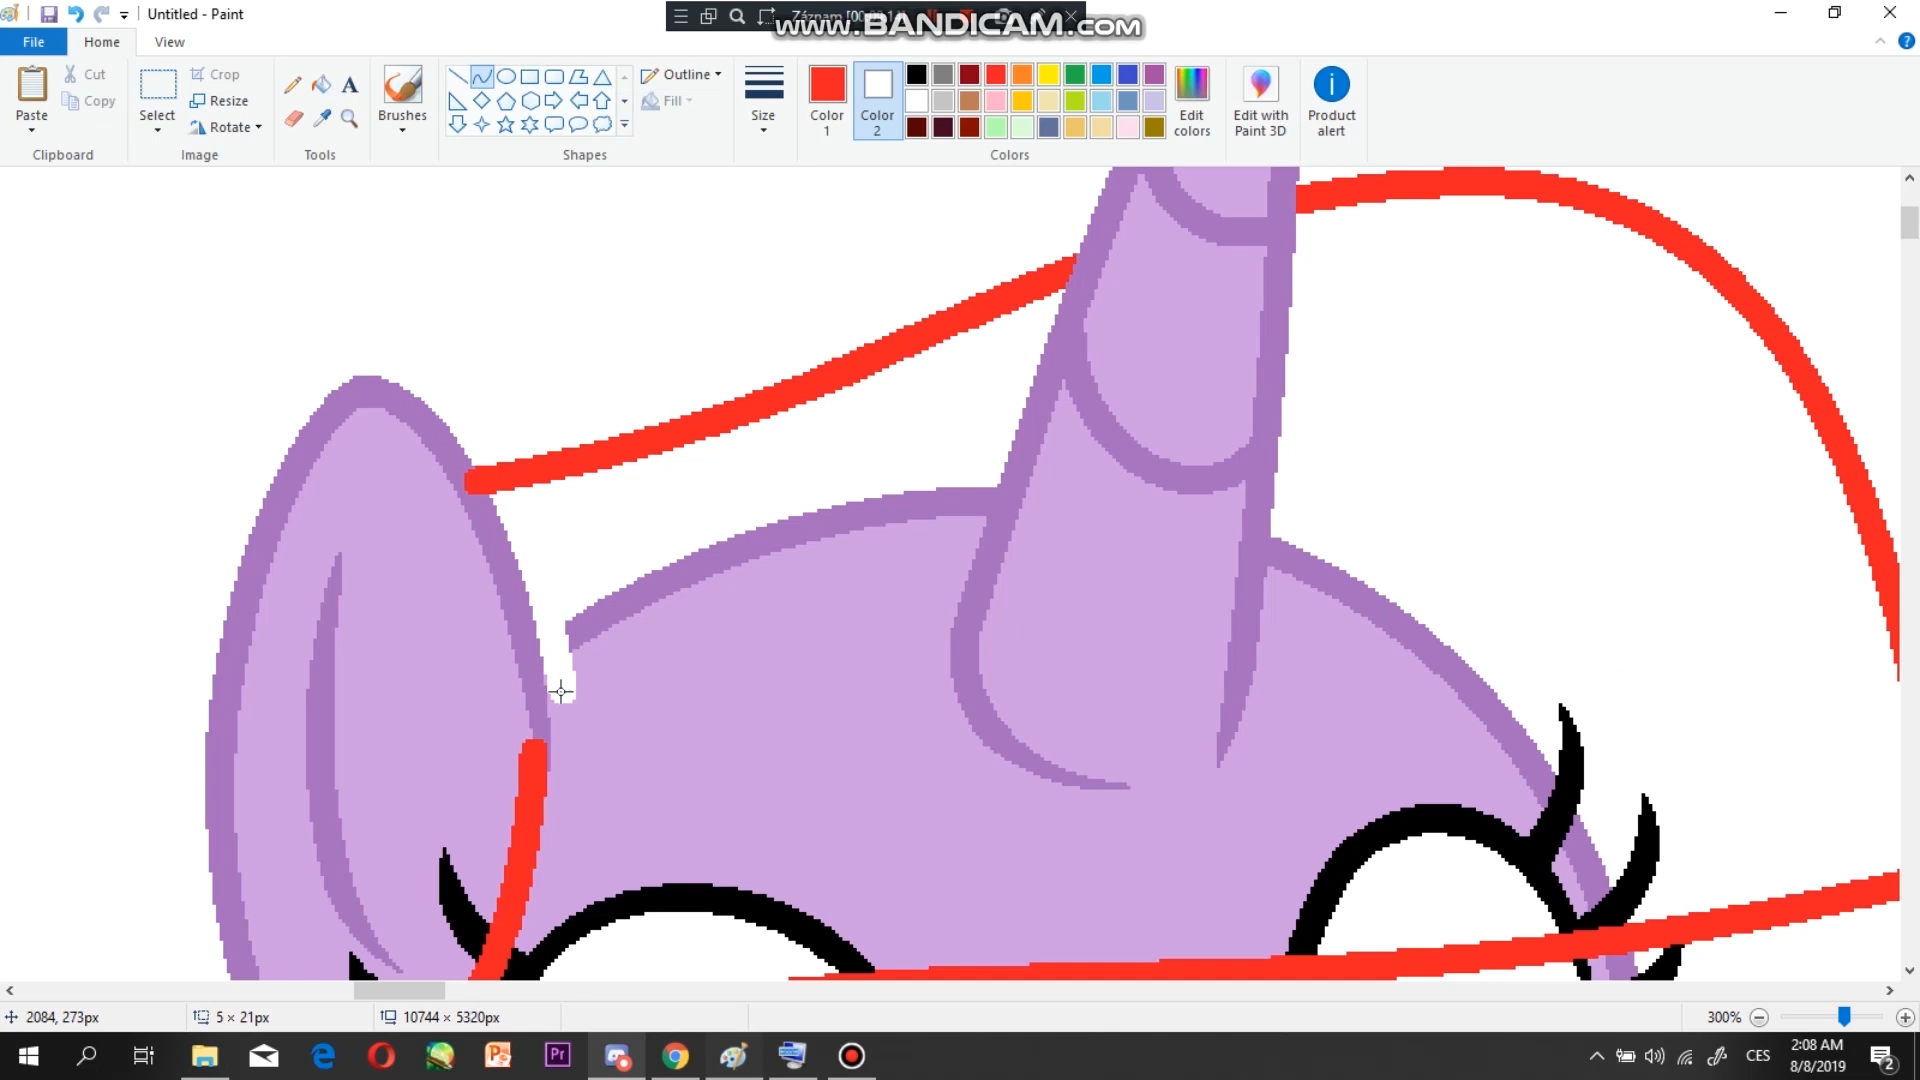 Untitled - Paint
www.BANDICAM.com
File
Home
View
Paste
Cut
Copy
Clipboard
Select
Crop
Resize
Rotate
Image
A
Tools
Brushes
Shapes
Outline
Fill
Size
Color 1
Color 2
Edit colors
Colors
Edit with Paint 3D
Product alert
2084, 273px
5 × 21px
10744 × 5320px
300%
Pr
CES
2:08 AM
8/8/2019
2